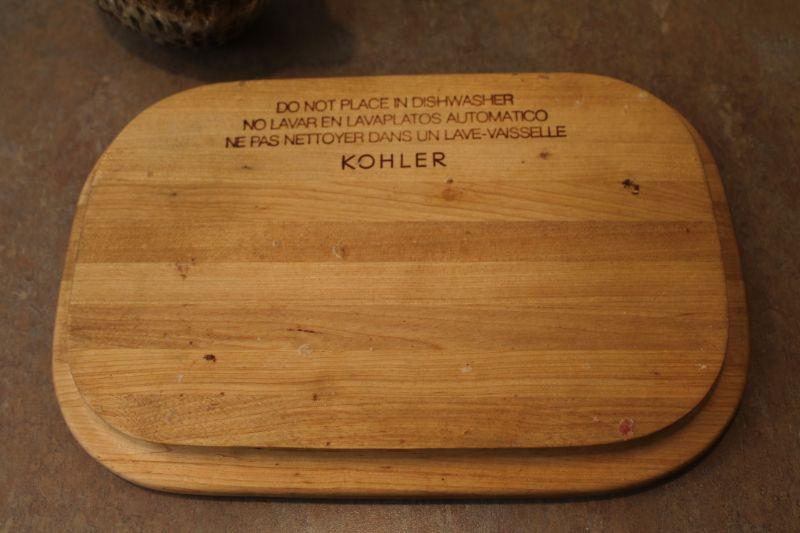 DO NOT PLACE IN DISHWASHER
NO LAVAR EN LAVAPLATOS AUTOMATICO
NE PAS NETTOYER DANS UN LAVE-VAISSELLE
KOHLER